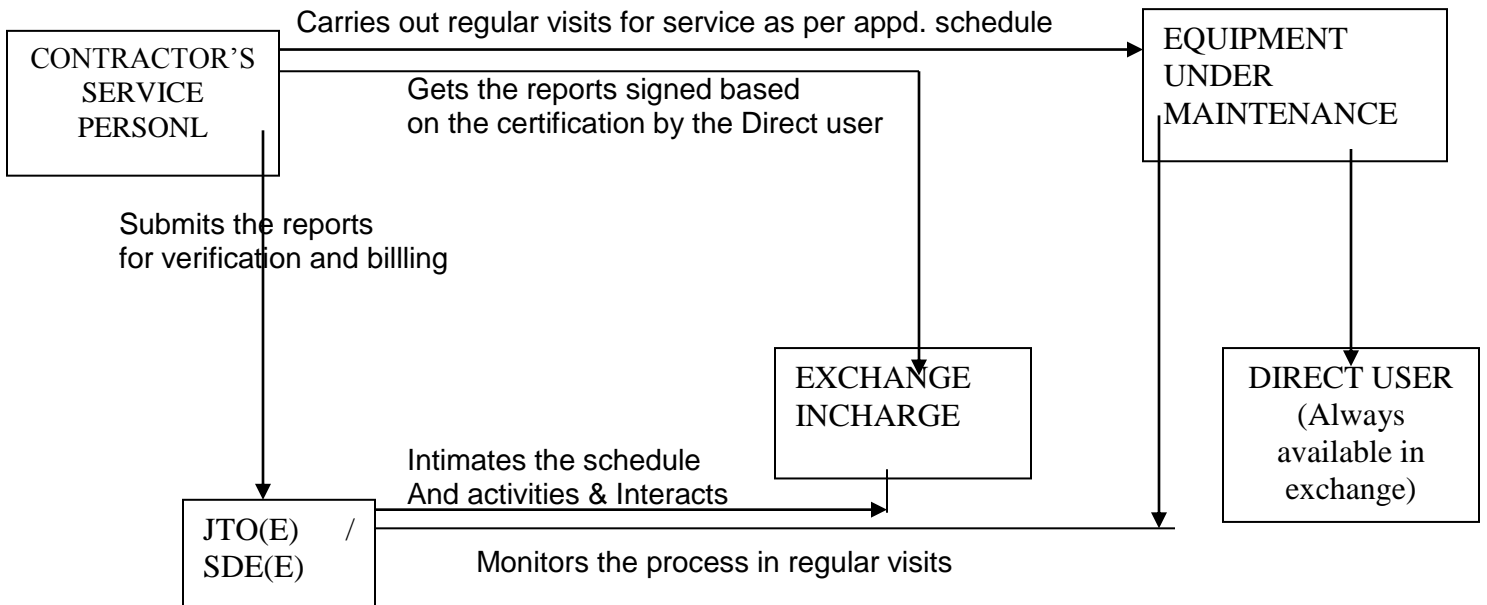 Carries out regular visits for service as per appd. schedule
CONTRACTOR’S
SERVICE
PERSONL
EQUIPMENT
UNDER
MAINTENANCE
Gets the reports signed based
on the certification by the Direct user
Submits the reports
for verification and billling
EXCHANGE
INCHARGE
DIRECT USER
(Always
available in
exchange)
Intimates the schedule
And activities & Interacts
JTO(E) /
SDE(E)
Monitors the process in regular visits